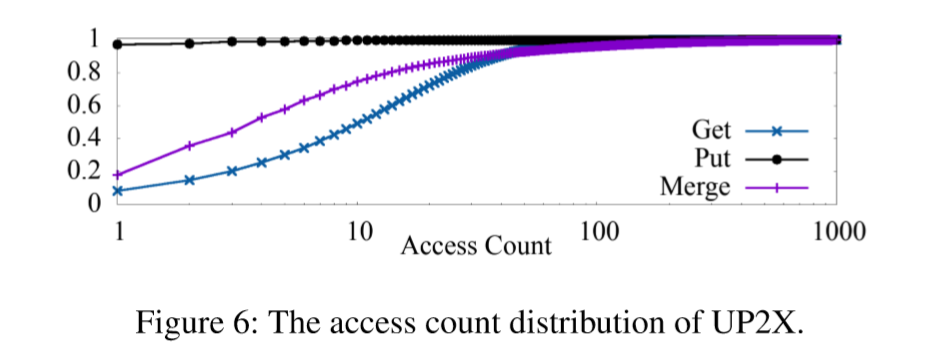 1
0.8
0.6
0.4
0.2
0
Get
Put
Merge
1 10 100 1000
Access Count
Figure 6: The access count distribution of UP2X.